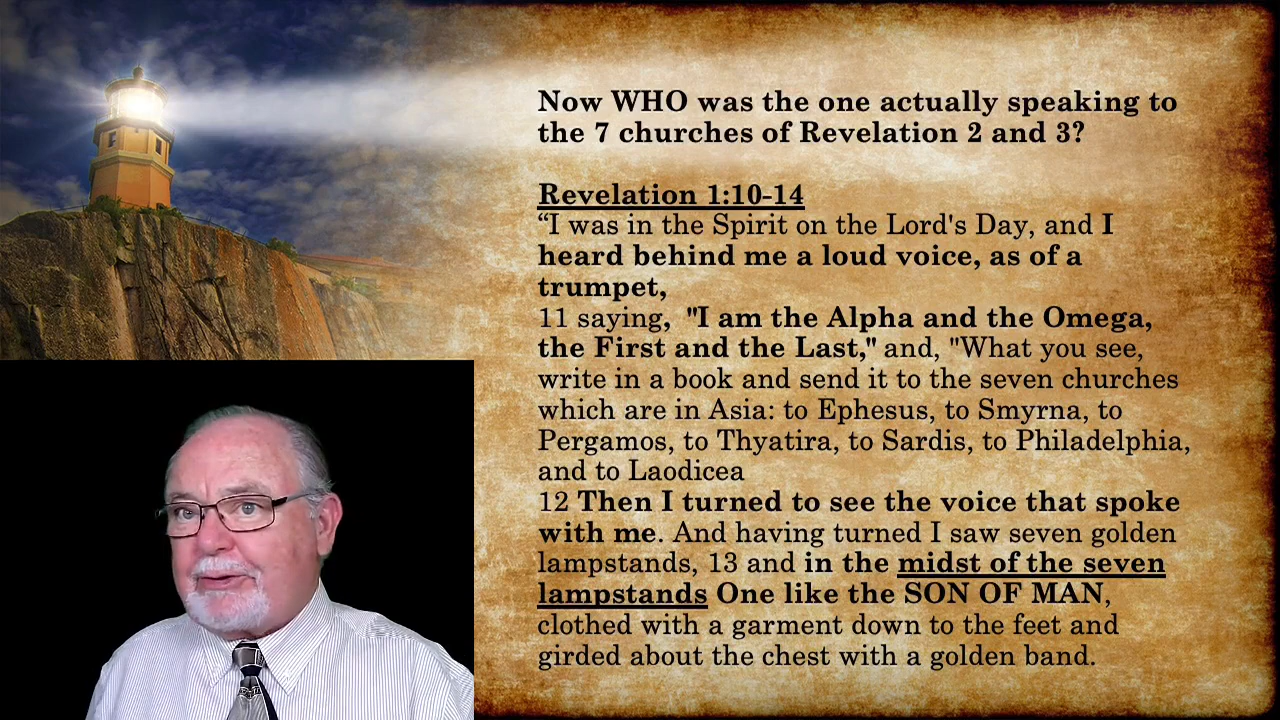 Now WHO was the one actually speaking to
the 7 churches of Revelation 2 and 3?
Revelation 1:10-14
“I was in the Spirit on the Lord's Day, and I
heard behind me a loud voice, as of a
trumpet,
11 saying, "I am the Alpha and the Omega,
the First and the Last," and, "What you see,
write in a book and send it to the seven churches
which are in Asia: to Ephesus, to Smyrna, to
Pergamos, to Thyatira, to Sardis, to Philadelphia,
and to Laodicea
12 Then I turned to see the voice that spoke
with me. And having turned I saw seven golden
lampstands, 13 and in the midst of the seven
lampstands One like the SON OF MAN,
clothed with a garment down to the feet and
girded about the chest with a golden band.